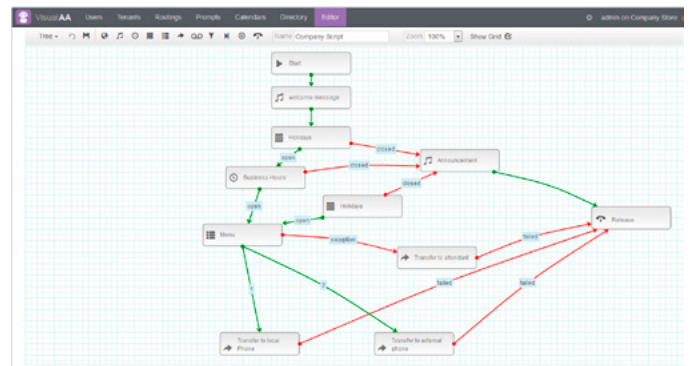 VisualAA Users Tenants Routings Prompts Calendars Directory Editor admin on Company Store
Tree Name Company Script Zoom 100% Show Grid
Start
welcome message
Holidays
closed
open
Announcement
closed
Business Hours
closed
open
Holidays
open
Release
Menu
exception
failed
Transfer to attendant
failed
failed
1
2
Transfer to local
Phone
Transfer to external
phone